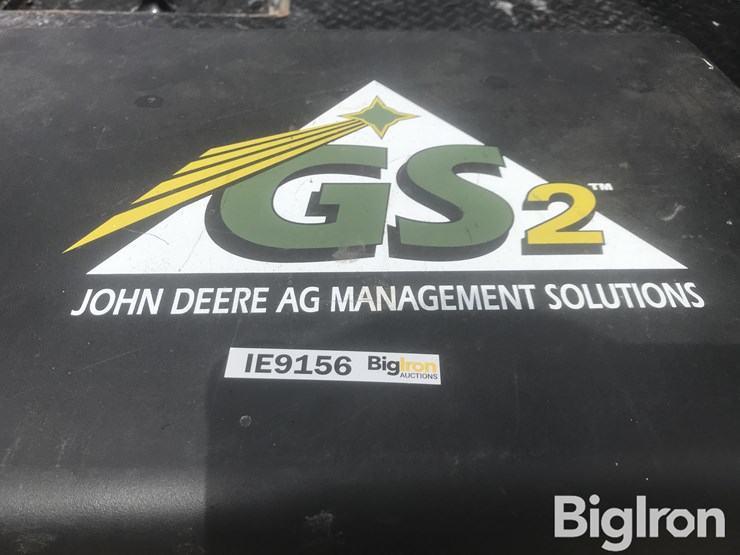 GS2™
JOHN DEERE AG MANAGEMENT SOLUTIONS
IE9156 BigIron
AUCTIONS
BigIron